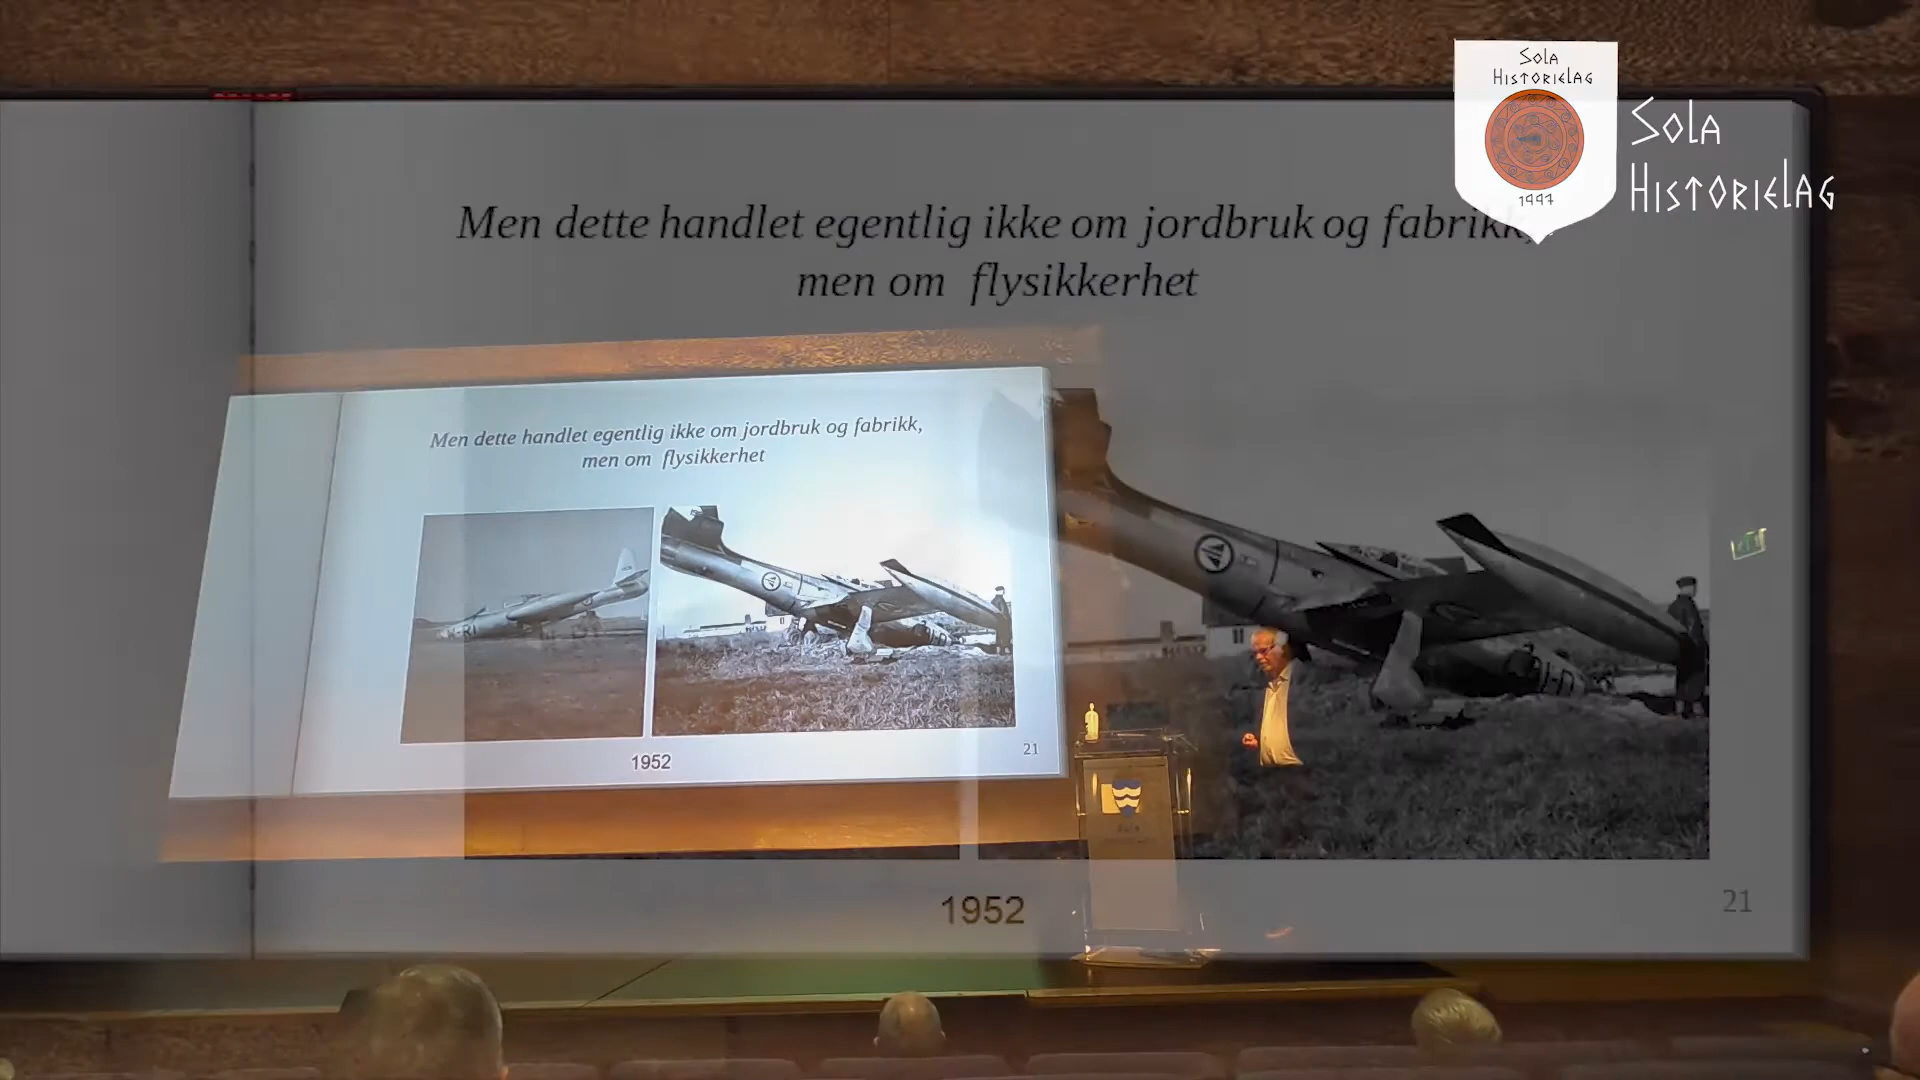 Sola
Historielag
1997
Sola
Historielag
Men dette handlet egentlig ikke om jordbruk og fabrikk,
men om flysikkerhet
1952
21
Men dette handlet egentlig ikke om jordbruk og fabrikk,
men om flysikkerhet
1952
21